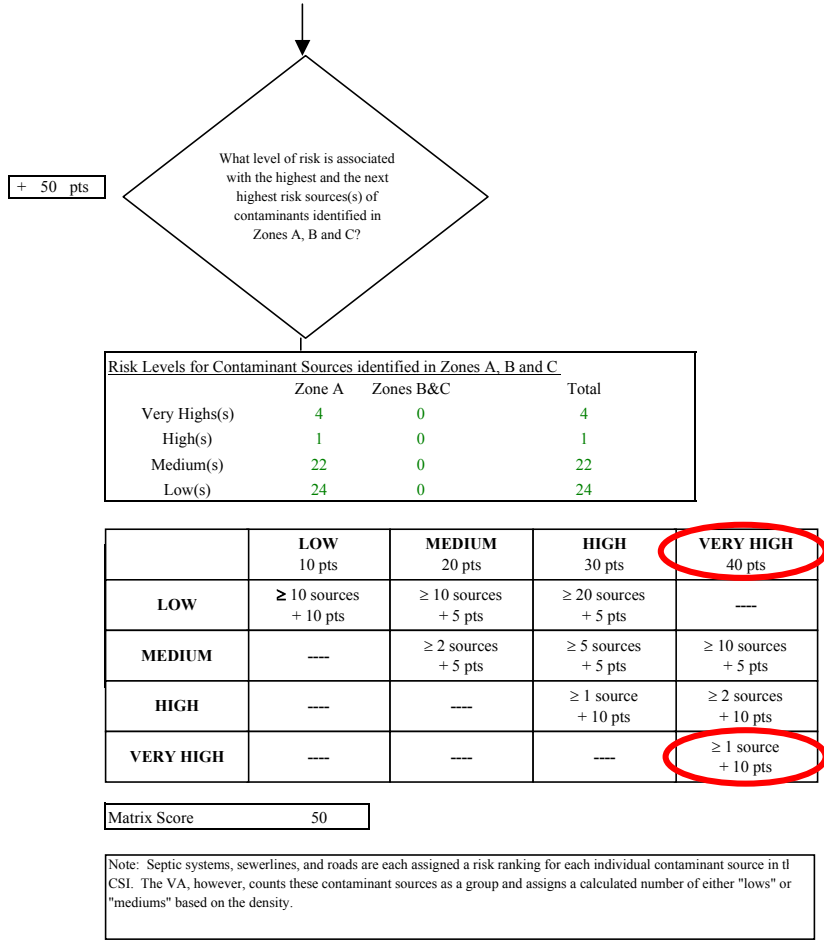 What level of risk is associated
with the highest and the next
highest risk sources(s) of
contaminants identified in
Zones A, B and C?
+ 50 pts
Risk Levels for Contaminant Sources identified in Zones A, B and C
Zone A Zones B&C Total
Very Highs(s) 4 0 4
High(s) 1 0 1
Medium(s) 22 0 22
Low(s) 24 0 24
LOW MEDIUM HIGH VERY HIGH
10 pts 20 pts 30 pts 40 pts
LOW ≥ 10 sources ≥ 10 sources ≥ 20 sources ----
+ 10 pts + 5 pts + 5 pts
MEDIUM ---- ≥ 2 sources ≥ 5 sources ≥ 10 sources
+ 5 pts + 5 pts + 5 pts
HIGH ---- ---- ≥ 1 source ≥ 2 sources
+ 10 pts + 10 pts
VERY HIGH ---- ---- ---- ≥ 1 source
+ 10 pts
Matrix Score 50
Note: Septic systems, sewerlines, and roads are each assigned a risk ranking for each individual contaminant source in
CSI. The VA, however, counts these contaminant sources as a group and assigns a calculated number of either "lows" or
"mediums" based on the density.